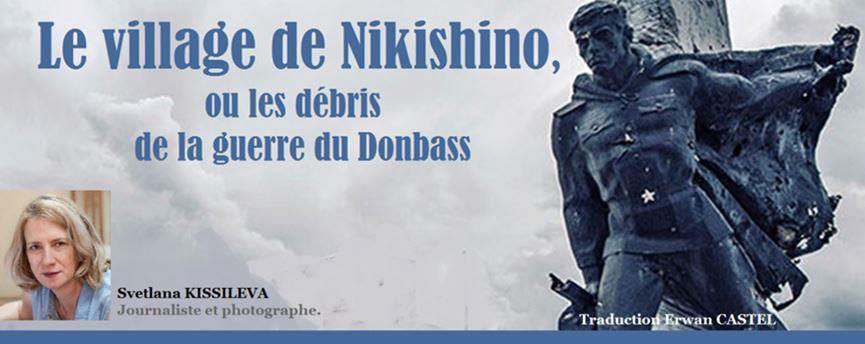 Le village de Nikishino,
ou les débris
de la guerre du Donbass
Svetlana KISSILEVA
Journaliste et photographe.
Traduction Erwan CASTEL